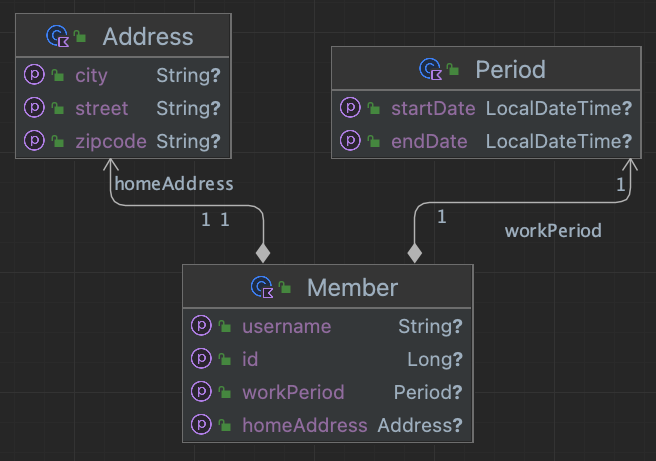 Address
city String?
street String?
zipcode String?
Period
startDate LocalDateTime?
endDate LocalDateTime?
homeAddress
1 1
1
1
workPeriod
Member
username String?
id Long?
workPeriod Period?
homeAddress Address?